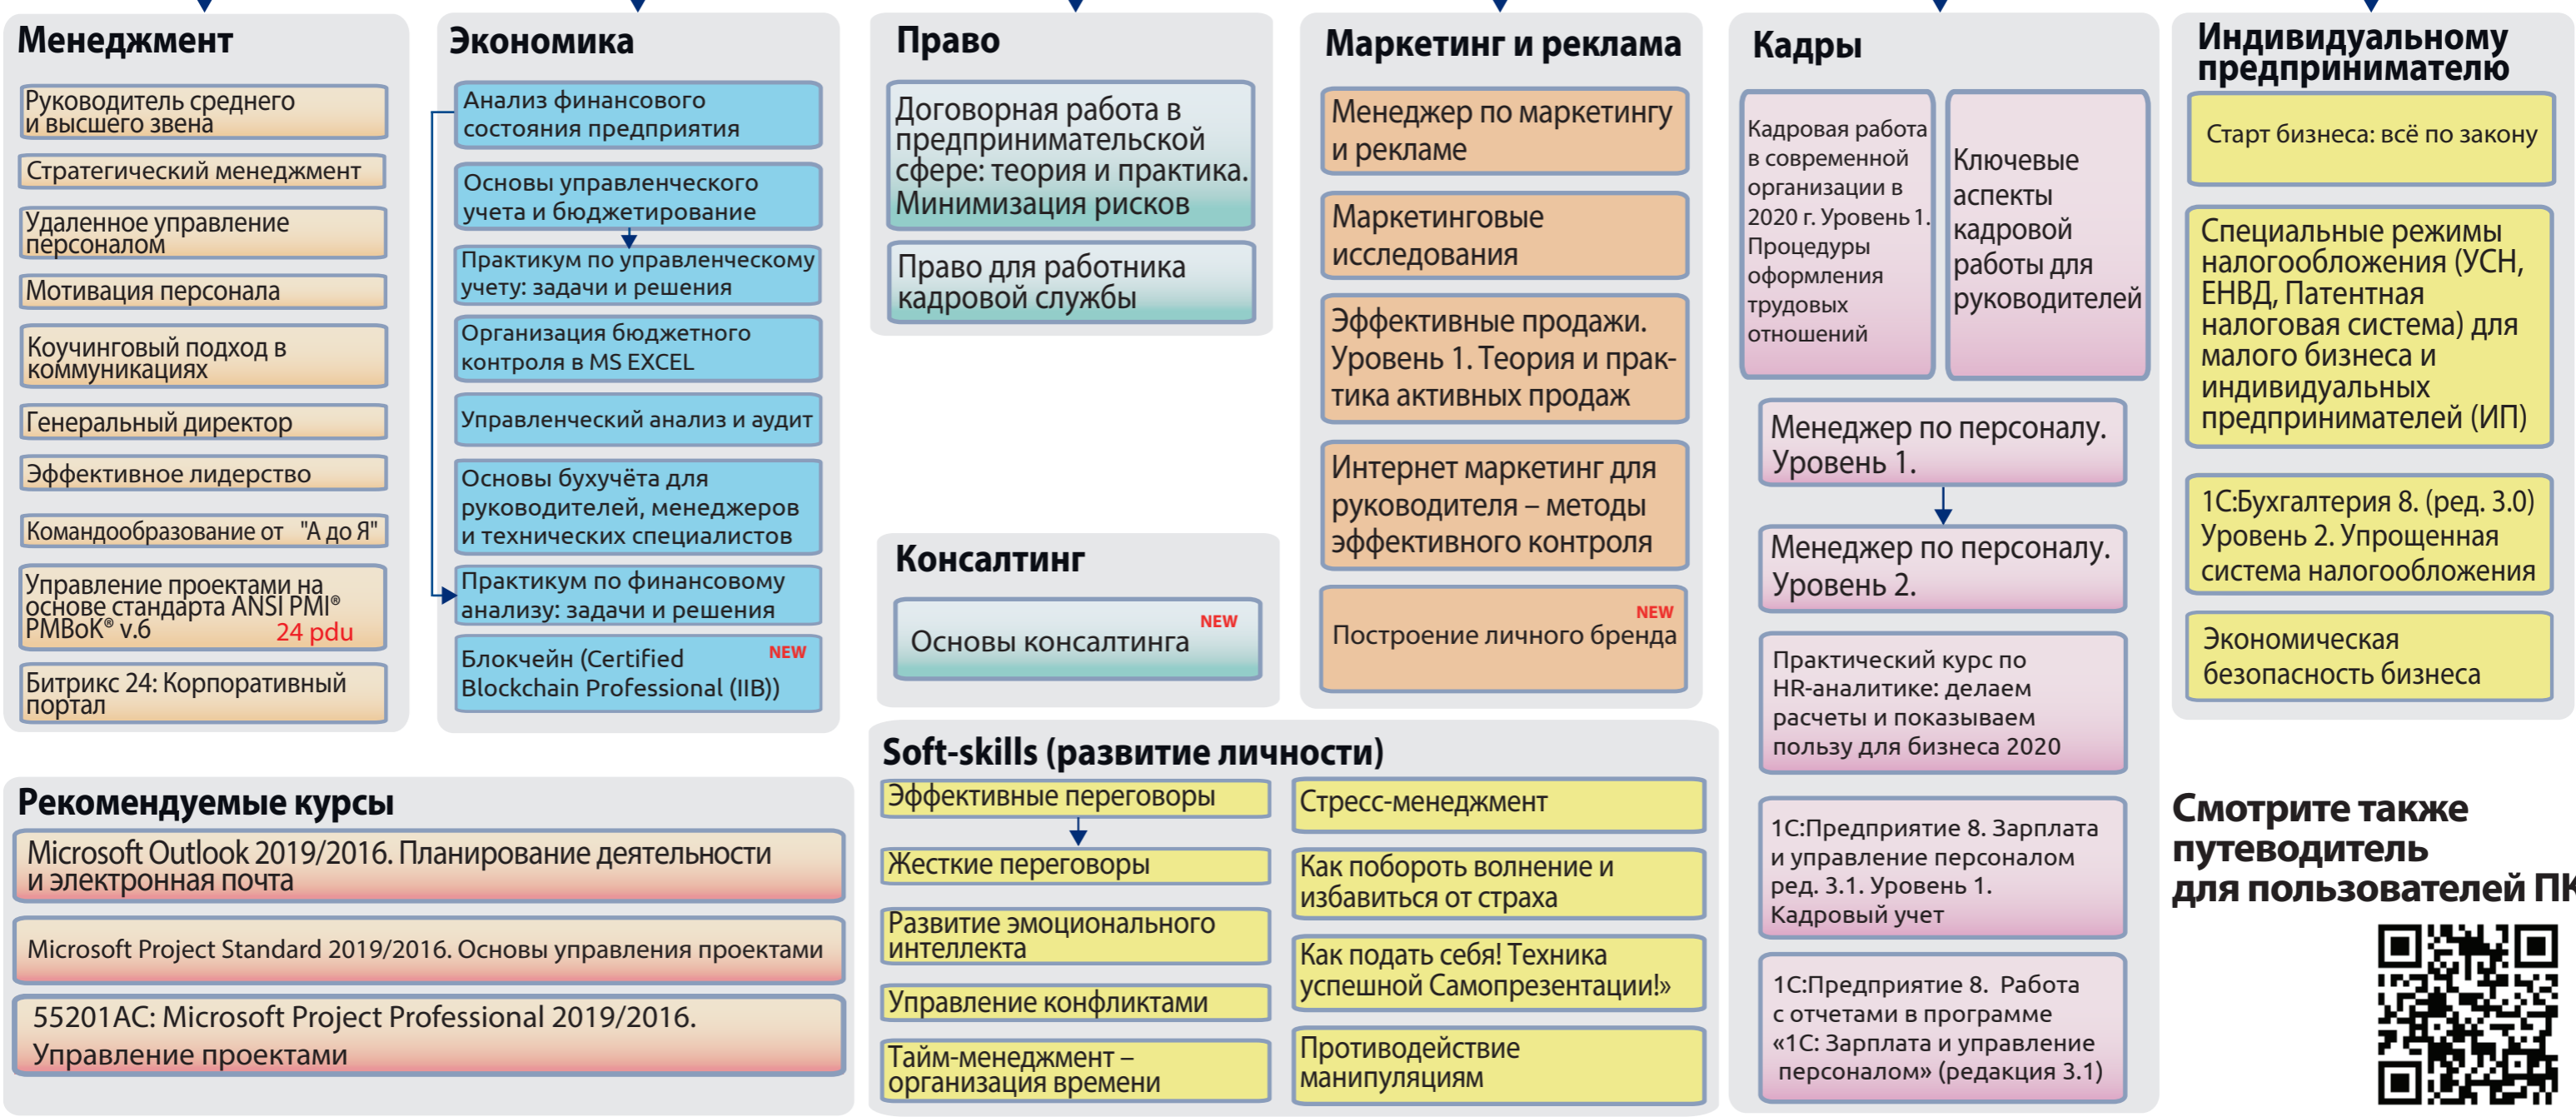 Менеджмент
Руководитель среднего
и высшего звена
Стратегический менеджмент
Удаленное управление
персоналом
Мотивация персонала
Коучинговый подход в
коммуникациях
Генеральный директор
Эффективное лидерство
Командообразование от "А до Я"
Управление проектами на
основе стандарта ANSI PMI®
PMBoK® v.6 24 pdu
Битрикс 24: Корпоративный
портал
Экономика
Анализ финансового
состояния предприятия
Основы управленческого
учета и бюджетирование
Практикум по управленческому
учету: задачи и решения
Организация бюджетного
контроля в MS EXCEL
Управленческий анализ и аудит
Основы бухучёта для
руководителей, менеджеров
и технических специалистов
Практикум по финансовому
анализу: задачи и решения
Блокчейн (Certified NEW
Blockchain Professional (IIB))
Право
Договорная работа в
предпринимательской
сфере: теория и практика.
Минимизация рисков
Право для работника
кадровой службы
Консалтинг
NEW
Основы консалтинга
Маркетинг и реклама
Менеджер по маркетингу
и рекламе
Маркетинговые
исследования
Эффективные продажи.
Уровень 1. Теория и прак-
тика активных продаж
Интернет маркетинг для
руководителя – методы
эффективного контроля
NEW
Построение личного бренда
Кадры
Кадровая работа
в современной
организации в
2020 г. Уровень 1.
Процедуры
оформления
трудовых
отношений
Ключевые
аспекты
кадровой
работы для
руководителей
Менеджер по персоналу.
Уровень 1.
Менеджер по персоналу.
Уровень 2.
Практический курс по
HR-аналитике: делаем
расчеты и показываем
пользу для бизнеса 2020
1С:Предприятие 8. Зарплата
и управление персоналом
ред. 3.1. Уровень 1.
Кадровый учет
1С:Предприятие 8. Работа
с отчетами в программе
«1С: Зарплата и управление
персоналом» (редакция 3.1)
Индивидуальному
предпринимателю
Старт бизнеса: всё по закону
Специальные режимы
налогообложения (УСН,
ЕНВД, Патентная
налоговая система) для
малого бизнеса и
индивидуальных
предпринимателей (ИП)
1С:Бухгалтерия 8. (ред. 3.0)
Уровень 2. Упрощенная
система налогообложения
Экономическая
безопасность бизнеса
Рекомендуемые курсы
Microsoft Outlook 2019/2016. Планирование деятельности
и электронная почта
Microsoft Project Standard 2019/2016. Основы управления проектами
55201AC: Microsoft Project Professional 2019/2016.
Управление проектами
Soft-skills (развитие личности)
Эффективные переговоры
Жесткие переговоры
Развитие эмоционального
интеллекта
Управление конфликтами
Тайм-менеджмент –
организация времени
Стресс-менеджмент
Как побороть волнение и
избавиться от страха
Как подать себя! Техника
успешной Самопрезентации!»
Противодействие
манипуляциям
Смотрите также
путеводитель
для пользователей ПК